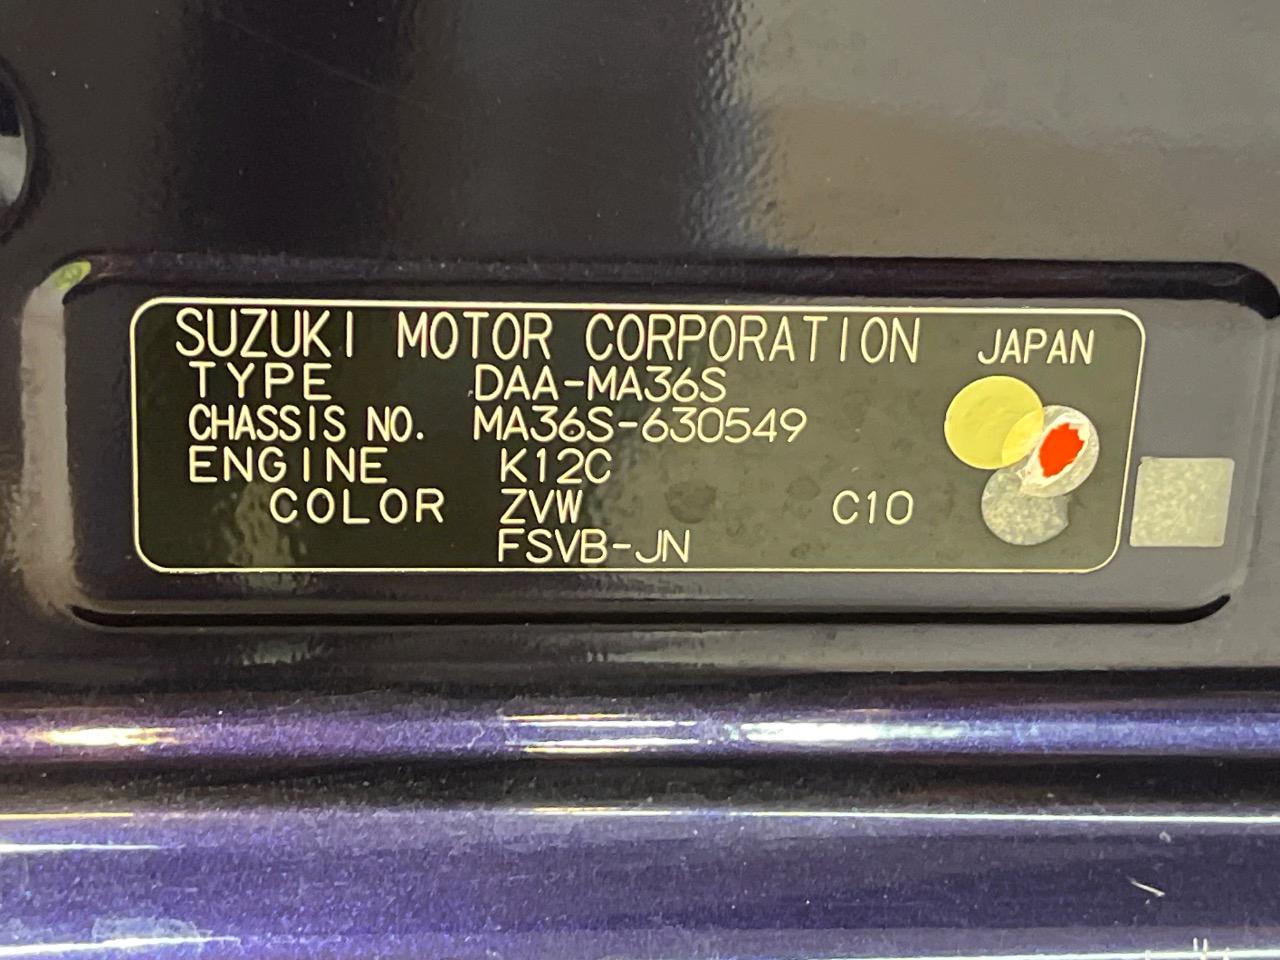 SUZUKI MOTOR CORPORATION JAPAN
TYPE DAA-MA36S
CHASSIS NO. MA36S-630549
ENGINE K12C
COLOR ZVW C10
FSVB-JN